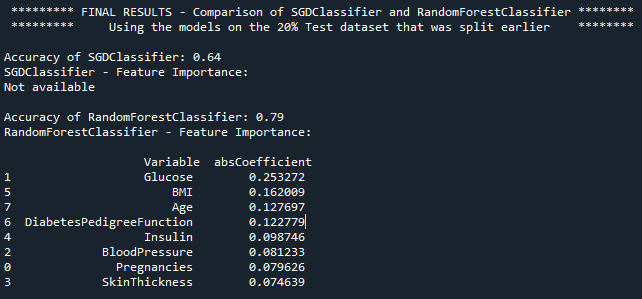 ********* FINAL RESULTS - Comparison of SGDClassifier and RandomForestClassifier ********
*********     Using the models on the 20% Test dataset that was split earlier    ********
Accuracy of SGDClassifier: 0.64
SGDClassifier - Feature Importance:
Not available
Accuracy of RandomForestClassifier: 0.79
RandomForestClassifier - Feature Importance:
Variable  absCoefficient
1 Glucose 0.253272
5 BMI 0.162009
7 Age 0.127697
6 DiabetesPedigreeFunction 0.122779
4 Insulin 0.098746
2 BloodPressure 0.081233
0 Pregnancies 0.079626
3 SkinThickness 0.074639